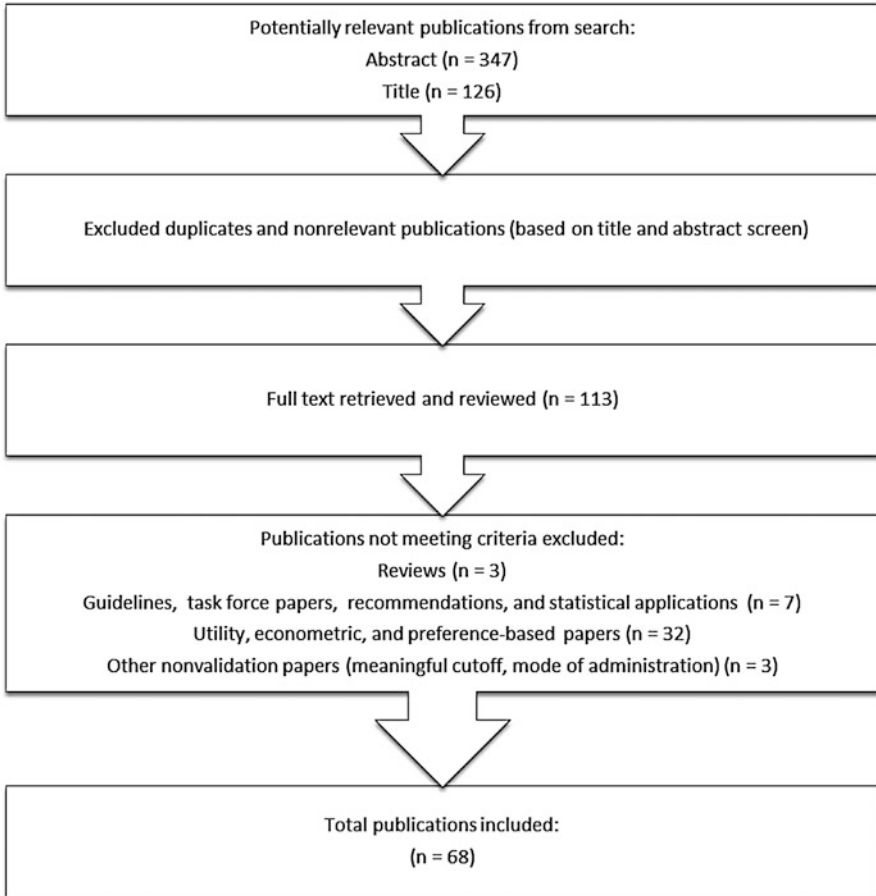 Potentially relevant publications from search:
Abstract (n = 347)
Title (n = 126)
Excluded duplicates and nonrelevant publications (based on title and abstract screen)
Full text retrieved and reviewed (n = 113)
Publications not meeting criteria excluded:
Reviews (n = 3)
Guidelines, task force papers, recommendations, and statistical applications (n = 7)
Utility, econometric, and preference-based papers (n = 32)
Other nonvalidation papers (meaningful cutoff, mode of administration) (n = 3)
Total publications included:
(n = 68)